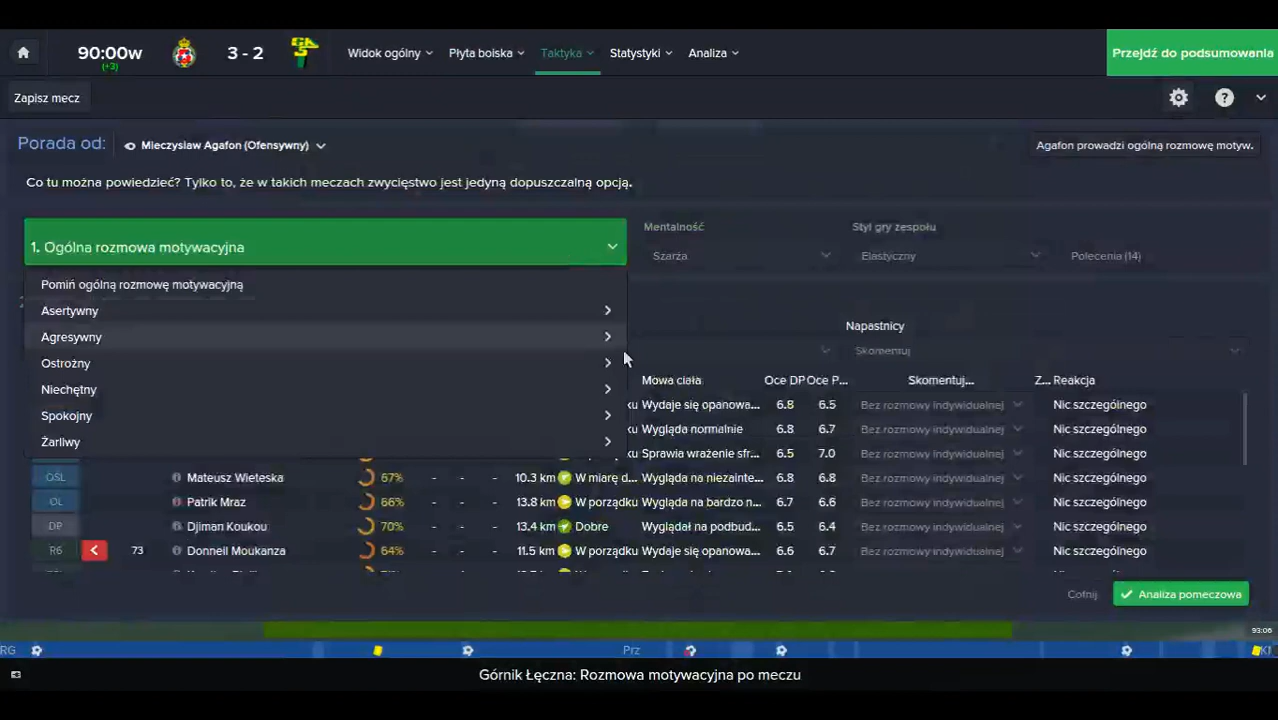 90:00w
(+3)
3 - 2
Widok ogólny
Płyta boiska
Taktyka
Statystyki
Analiza
Przejdź do podsumowania
Zapisz mecz
?
Porada od:
Mieczyslaw Agafon (Ofensywny)
Agafon prowadzi ogólną rozmowę motyw.
Co tu można powiedzieć? Tylko to, że w takich meczach zwycięstwo jest jedyną dopuszczalną opcją.
1. Ogólna rozmowa motywacyjna
Mentalność
Szarża
Styl gry zespołu
Elastyczny
Polecenia (14)
Pomiń ogólną rozmowę motywacyjną
Asertywny
Agresywny
Ostrożny
Niechętny
Spokojny
Żarliwy
Napastnicy
Skomentuj
Mowa ciała Oce DP Oce P... Skomentuj... Z... Reakcja
ku Wydaje się opanowa... 6.8 6.5 Bez rozmowy indywidualnej Nic szczególnego
ku Wygląda normalnie 6.8 6.7 Bez rozmowy indywidualnej Nic szczególnego
ku Sprawia wrażenie sfr... 6.5 7.0 Bez rozmowy indywidualnej Nic szczególnego
OŚL Mateusz Wieteska 67% - - - 10.3 km W miarę d... Wygląda na niezainte... 6.8 6.8 Bez rozmowy indywidualnej Nic szczególnego
OL Patrik Mraz 66% - - - 13.8 km W porządku Wygląda na bardzo n... 6.7 6.6 Bez rozmowy indywidualnej Nic szczególnego
DP Djiman Koukou 70% - - - 13.4 km Dobre Wyglądał na podbud... 6.5 6.4 Bez rozmowy indywidualnej Nic szczególnego
R6 73 Donneil Moukanza 64% - - - 11.5 km W porządku Wydaje się opanowa... 6.6 6.7 Bez rozmowy indywidualnej Nic szczególnego
Cofnij
Analiza pomeczowa
93:06
RG
Prz
KI
Górnik Łęczna: Rozmowa motywacyjna po meczu